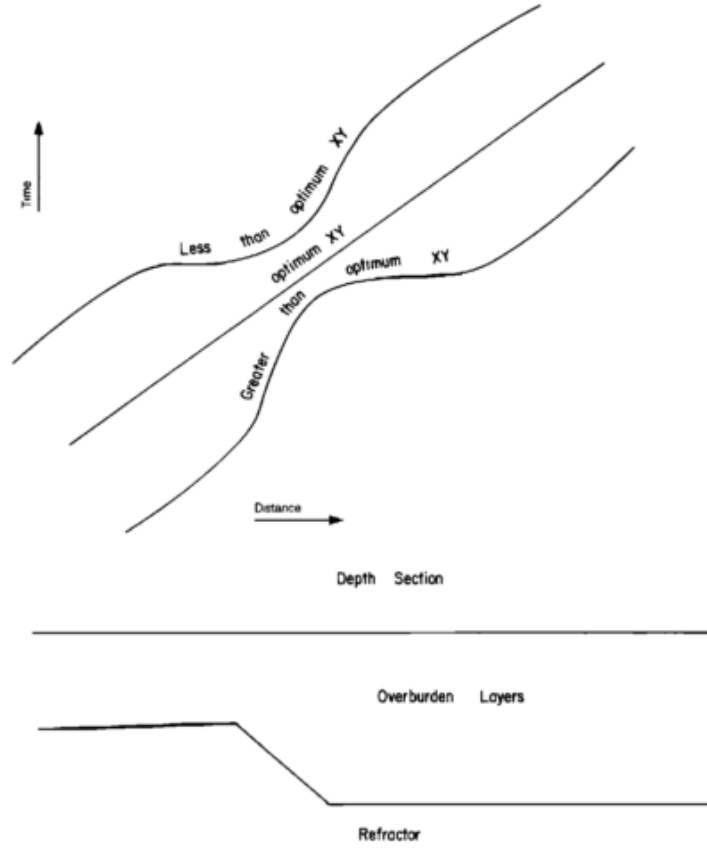 Time
Less than optimum XY
optimum XY
Greater than optimum XY
Distance
Depth Section
Overburden Layers
Refractor